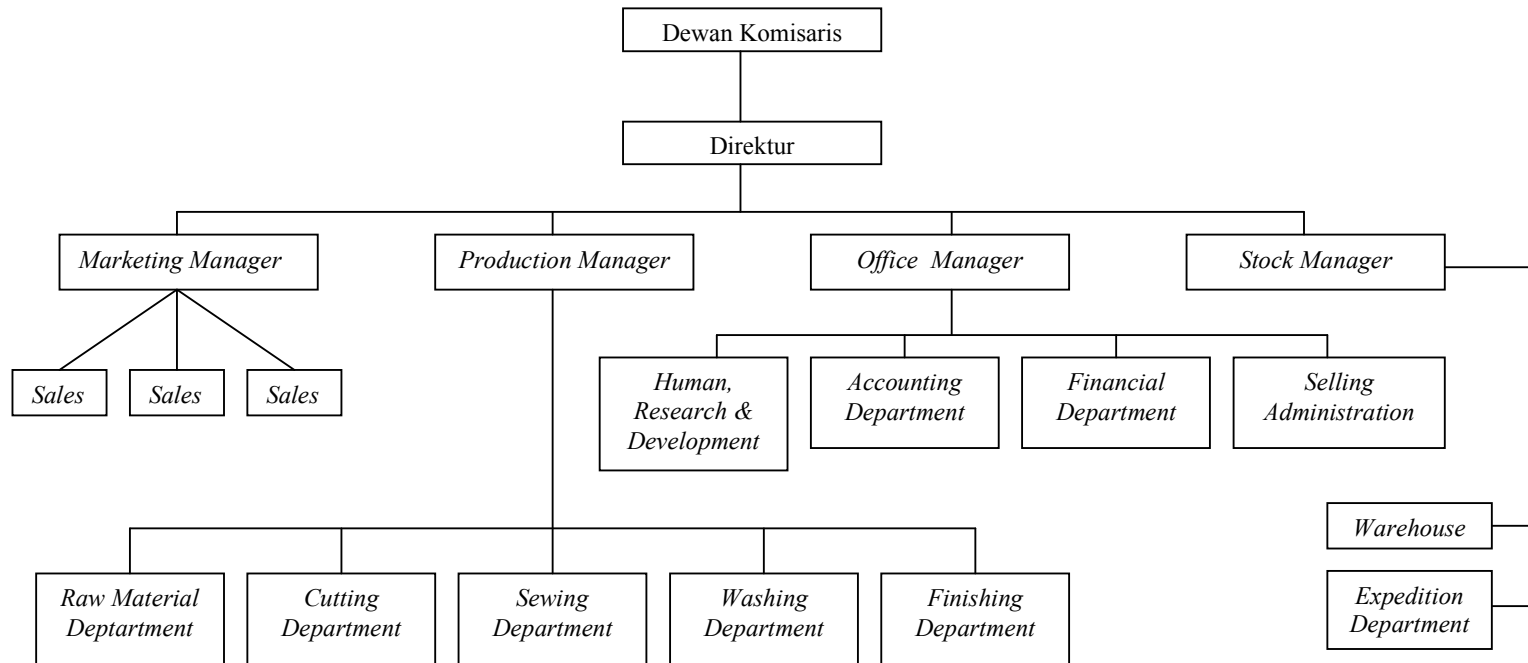 Dewan Komisaris
Direktur
Marketing Manager
Production Manager
Office Manager
Stock Manager
Sales
Sales
Sales
Human,
Research &
Development
Accounting
Department
Financial
Department
Selling
Administration
Warehouse
Raw Material
Deptartment
Cutting
Department
Sewing
Department
Washing
Department
Finishing
Department
Expedition
Department